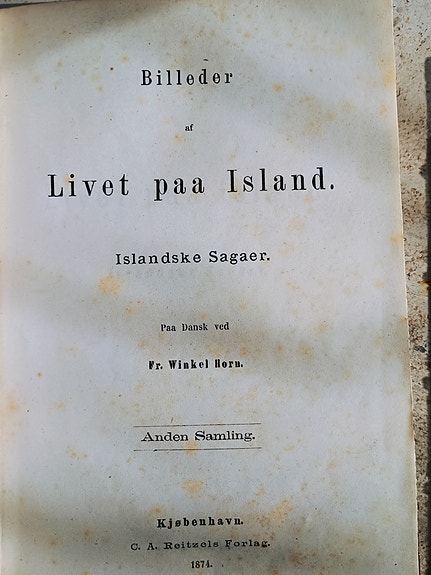 Billeder
af
Livet paa Island.
Islandske Sagaer.
Paa Dansk ved
Fr. Winkel Horn.
Anden Samling.
Kjøbenhavn.
C. A. Reitzels Forlag.
1874.